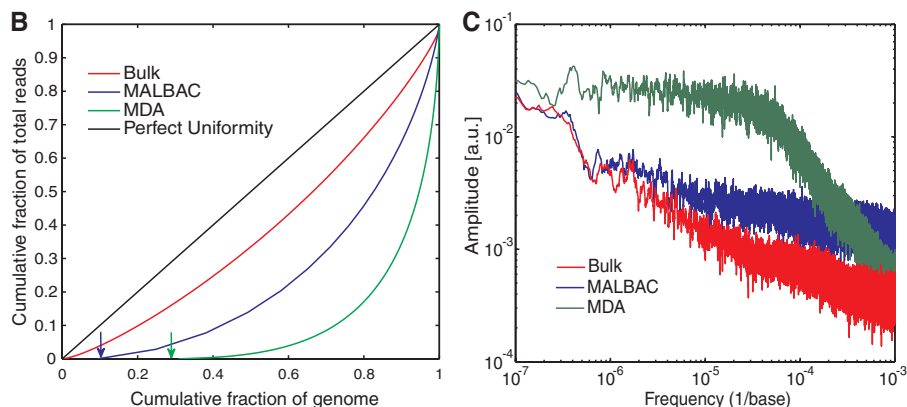 B
Cumulative fraction of total reads
1
0.9
0.8
0.7
0.6
0.5
0.4
0.3
0.2
0.1
0
Bulk
MALBAC
MDA
Perfect Uniformity
0 0.2 0.4 0.6 0.8 1
Cumulative fraction of genome
C
Amplitude [a.u.]
10-1
10-2
10-3
10-4
Bulk
MALBAC
MDA
10-7 10-6 10-5 10-4 10-3
Frequency (1/base)